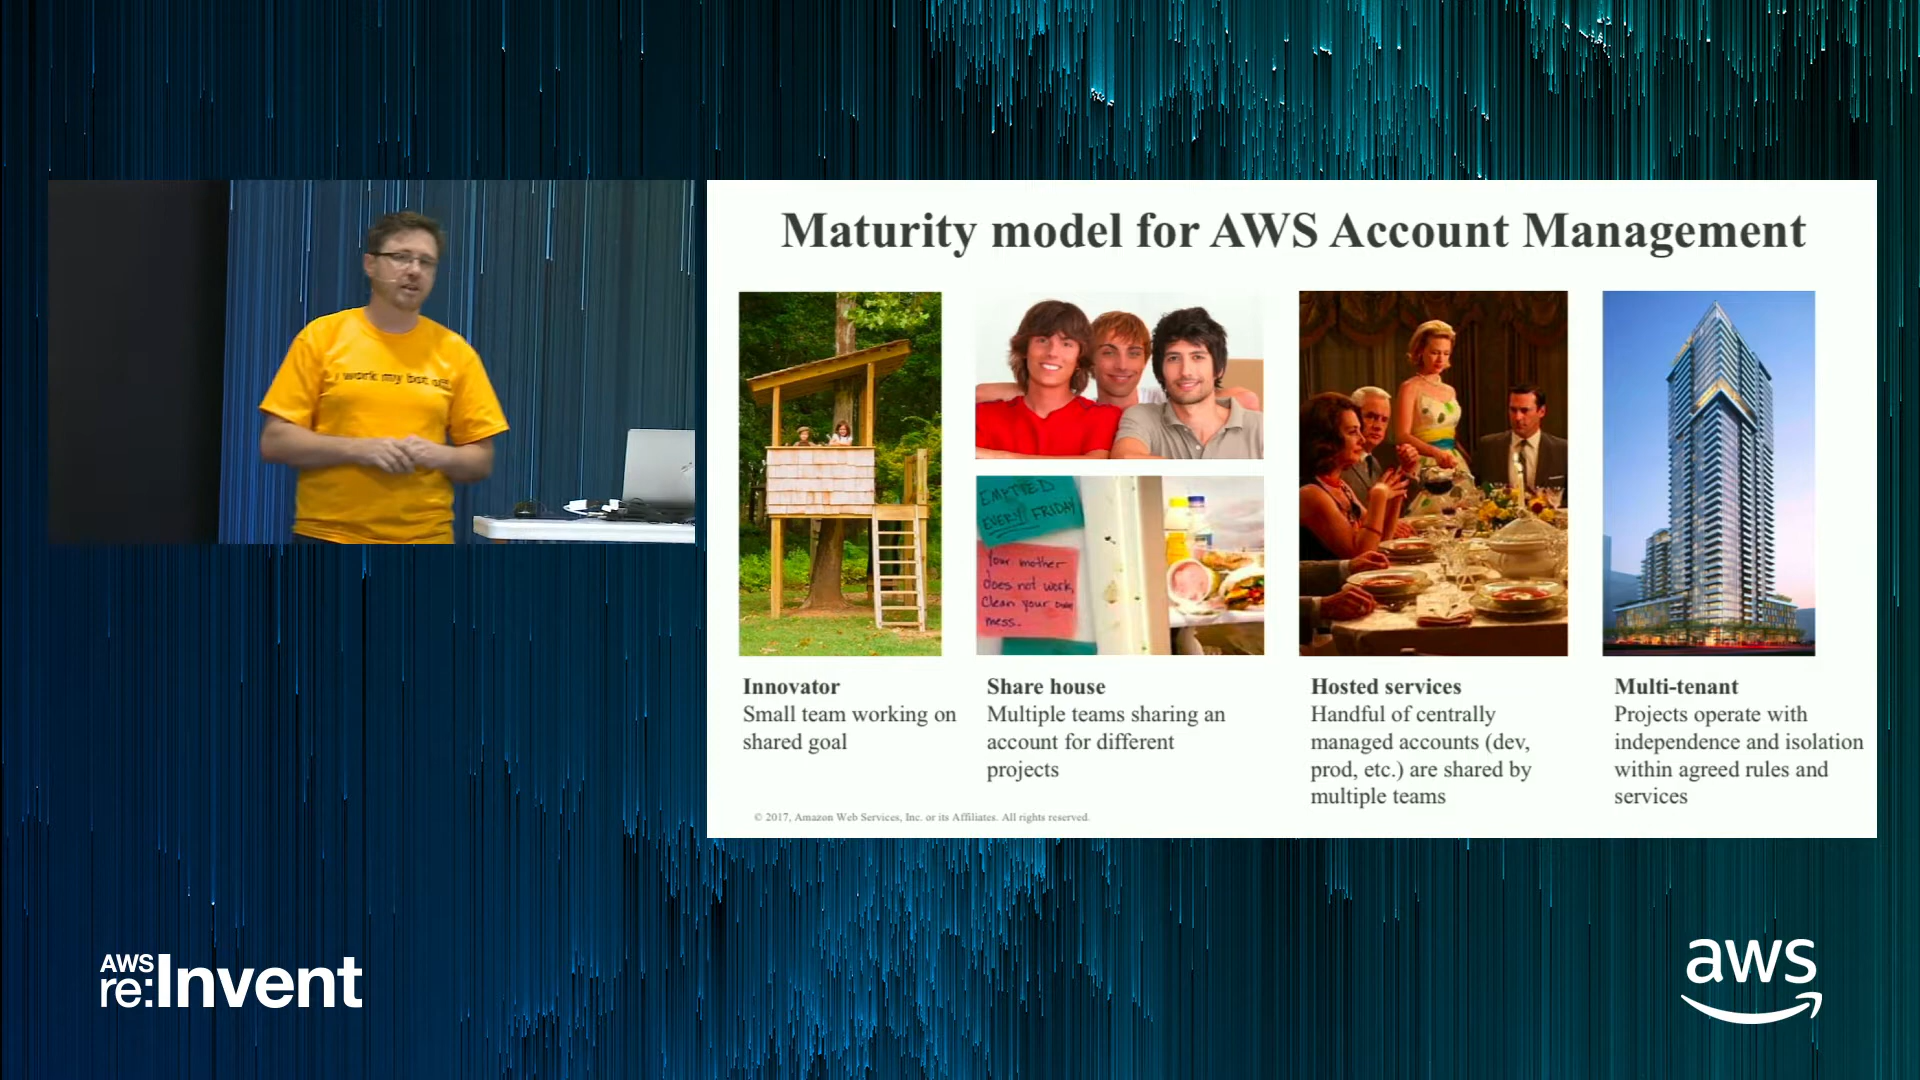 Maturity model for AWS Account Management
I work my bot off
EMPTIED
EVERY FRIDAY
Your mother
does not work,
Clean your own
mess.
Innovator
Small team working on
shared goal
Share house
Multiple teams sharing an
account for different
projects
Hosted services
Handful of centrally
managed accounts (dev,
prod, etc.) are shared by
multiple teams
Multi-tenant
Projects operate with
independence and isolation
within agreed rules and
services
© 2017, Amazon Web Services, Inc. or its Affiliates. All rights reserved.
AWS
re:Invent
aws